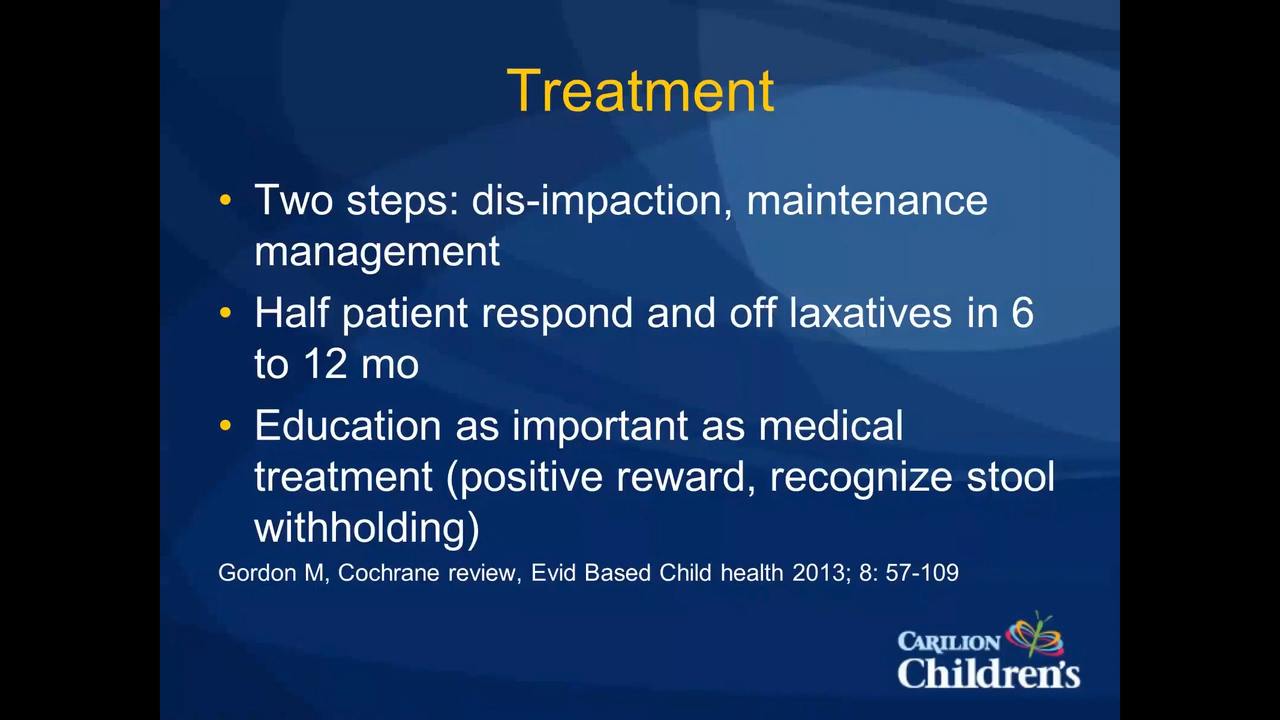 Treatment
• Two steps: dis-impaction, maintenance
management
• Half patient respond and off laxatives in 6
to 12 mo
• Education as important as medical
treatment (positive reward, recognize stool
withholding)
Gordon M, Cochrane review, Evid Based Child health 2013; 8: 57-109
CARILION
Children's